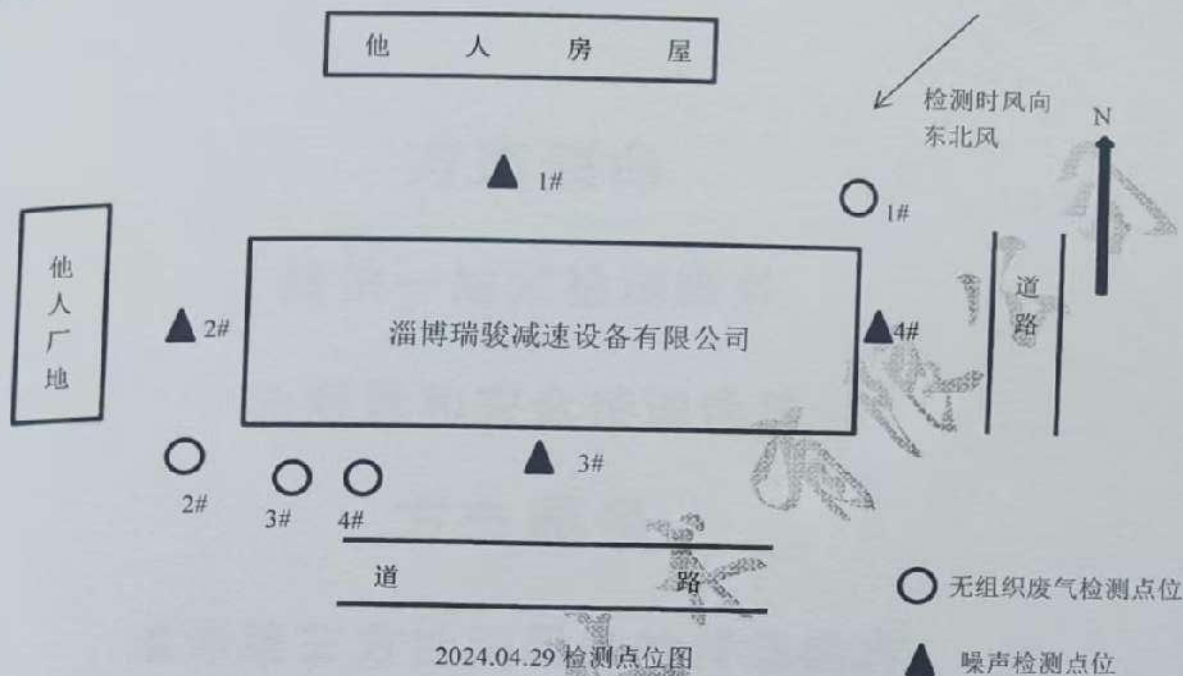 他人房屋
检测时风向
东北风
N
1#
1#
他人厂地
2#
淄博瑞骏减速设备有限公司
4#
道路
3#
2#
3#
4#
道路
无组织废气检测点位
2024.04.29 检测点位图
噪声检测点位